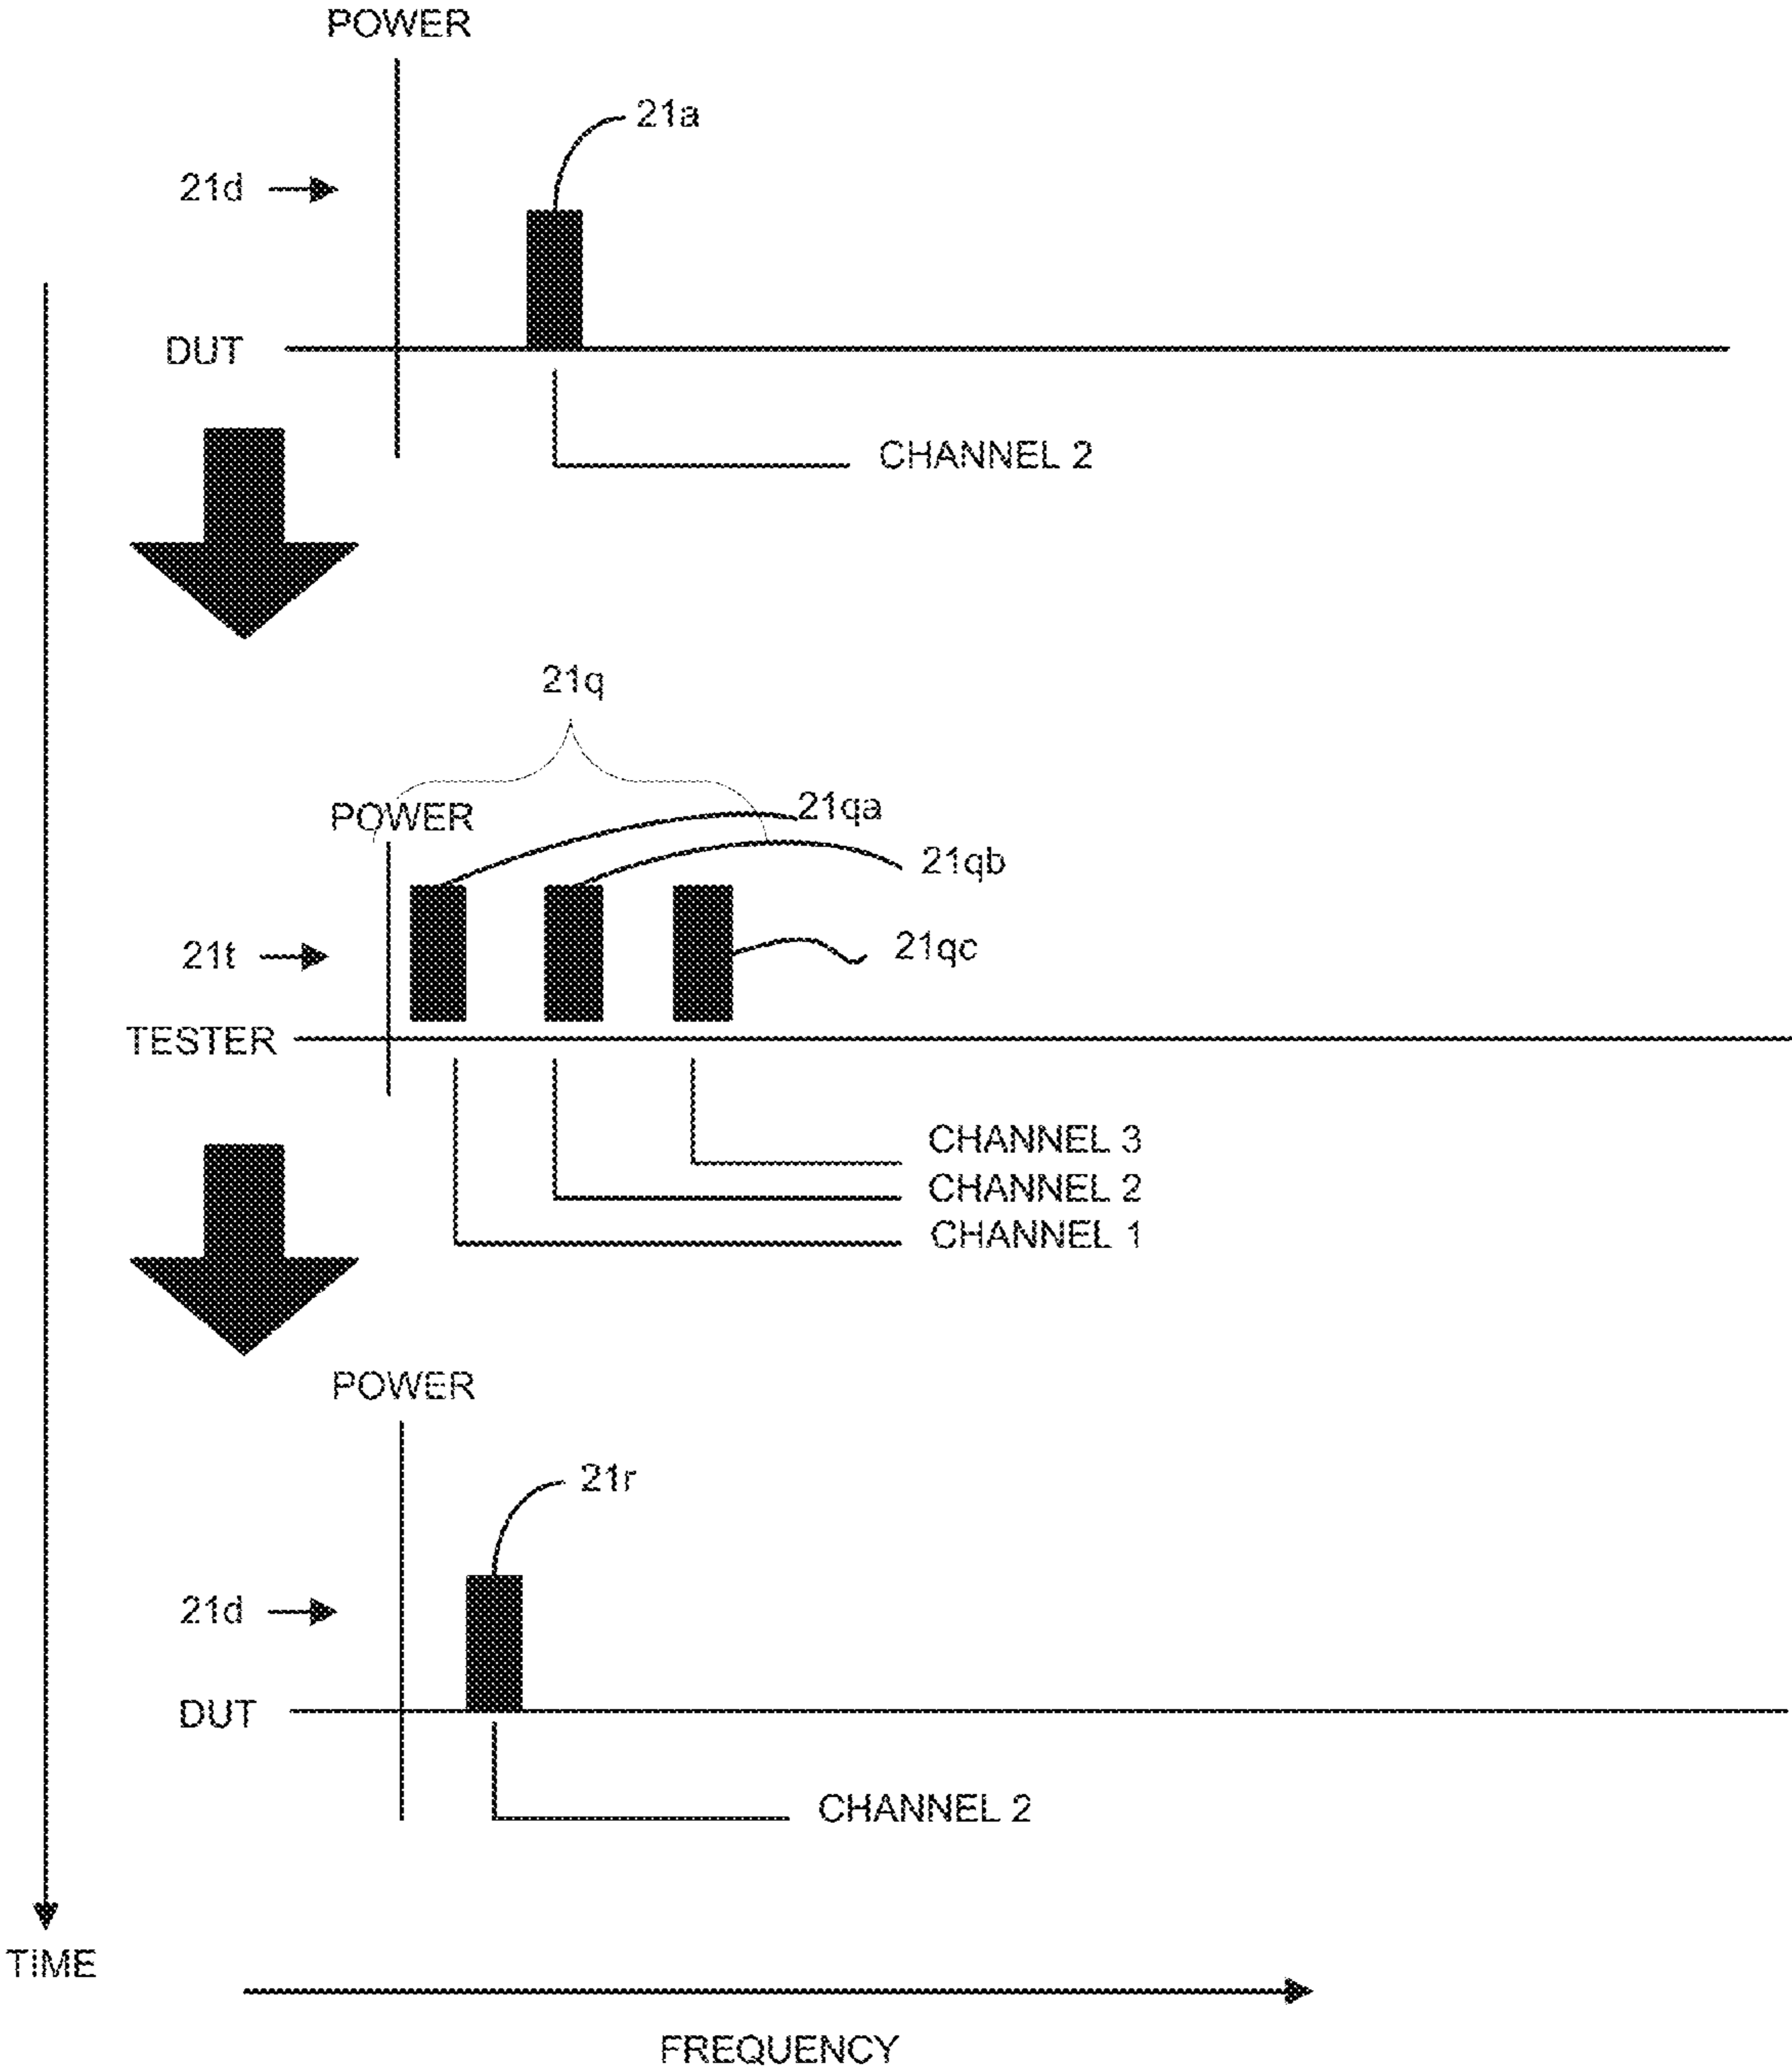 POWER
21a
21d
DUT
CHANNEL 2
21q
POWER
21qa
21qb
21t
21qc
TESTER
CHANNEL 3
CHANNEL 2
CHANNEL 1
POWER
21r
21d
DUT
CHANNEL 2
TIME
FREQUENCY